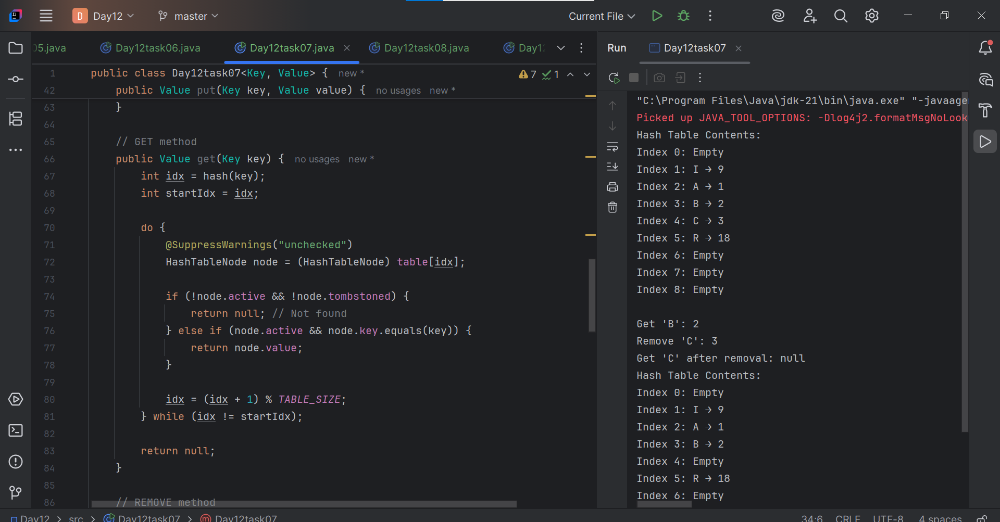 D Day12 master Current File
05.java Day12task06.java Day12task07.java Day12task08.java Day12 Run Day12task07
1 public class Day12task07<Key, Value> { new *
7 1
42 public Value put(Key key, Value value) { no usages new *
63 }
64
65 // GET method
66 public Value get(Key key) { no usages new *
67 int idx = hash(key);
68 int startIdx = idx;
69
70 do {
71 @SuppressWarnings("unchecked")
72 HashTableNode node = (HashTableNode) table[idx];
73
74 if (!node.active && !node.tombstoned) {
75 return null; // Not found
76 } else if (node.active && node.key.equals(key)) {
77 return node.value;
78 }
79
80 idx = (idx + 1) % TABLE_SIZE;
81 } while (idx != startIdx);
82
83 return null;
84 }
85
86 // REMOVE method
"C:\Program Files\Java\jdk-21\bin\java.exe" "-javaage
Picked up JAVA_TOOL_OPTIONS: -Dlog4j2.formatMsgNoLook
Hash Table Contents:
Index 0: Empty
Index 1: I → 9
Index 2: A → 1
Index 3: B → 2
Index 4: C → 3
Index 5: R → 18
Index 6: Empty
Index 7: Empty
Index 8: Empty
Get 'B': 2
Remove 'C': 3
Get 'C' after removal: null
Hash Table Contents:
Index 0: Empty
Index 1: I → 9
Index 2: A → 1
Index 3: B → 2
Index 4: Empty
Index 5: R → 18
Index 6: Empty
Day12 > src > Day12task07 > m Day12task07 34:6 CRLF UTF-8 4 spaces